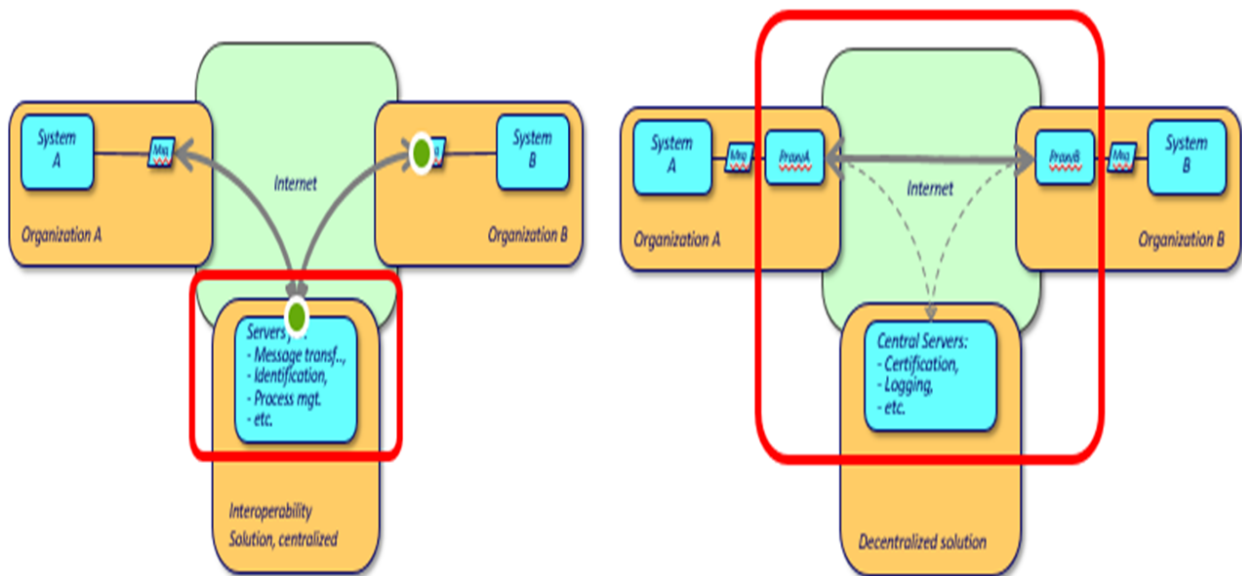 System
A
Msg
Internet
System
B
Organization A
Organization B
Servers
- Message transf..,
- Identification,
- Process mgt.
- etc.
Interoperability
Solution, centralized
System
A
Msg
ProxyA
Internet
ProxyB
Msg
System
B
Organization A
Organization B
Central Servers:
- Certification,
- Logging,
- etc.
Decentralized solution